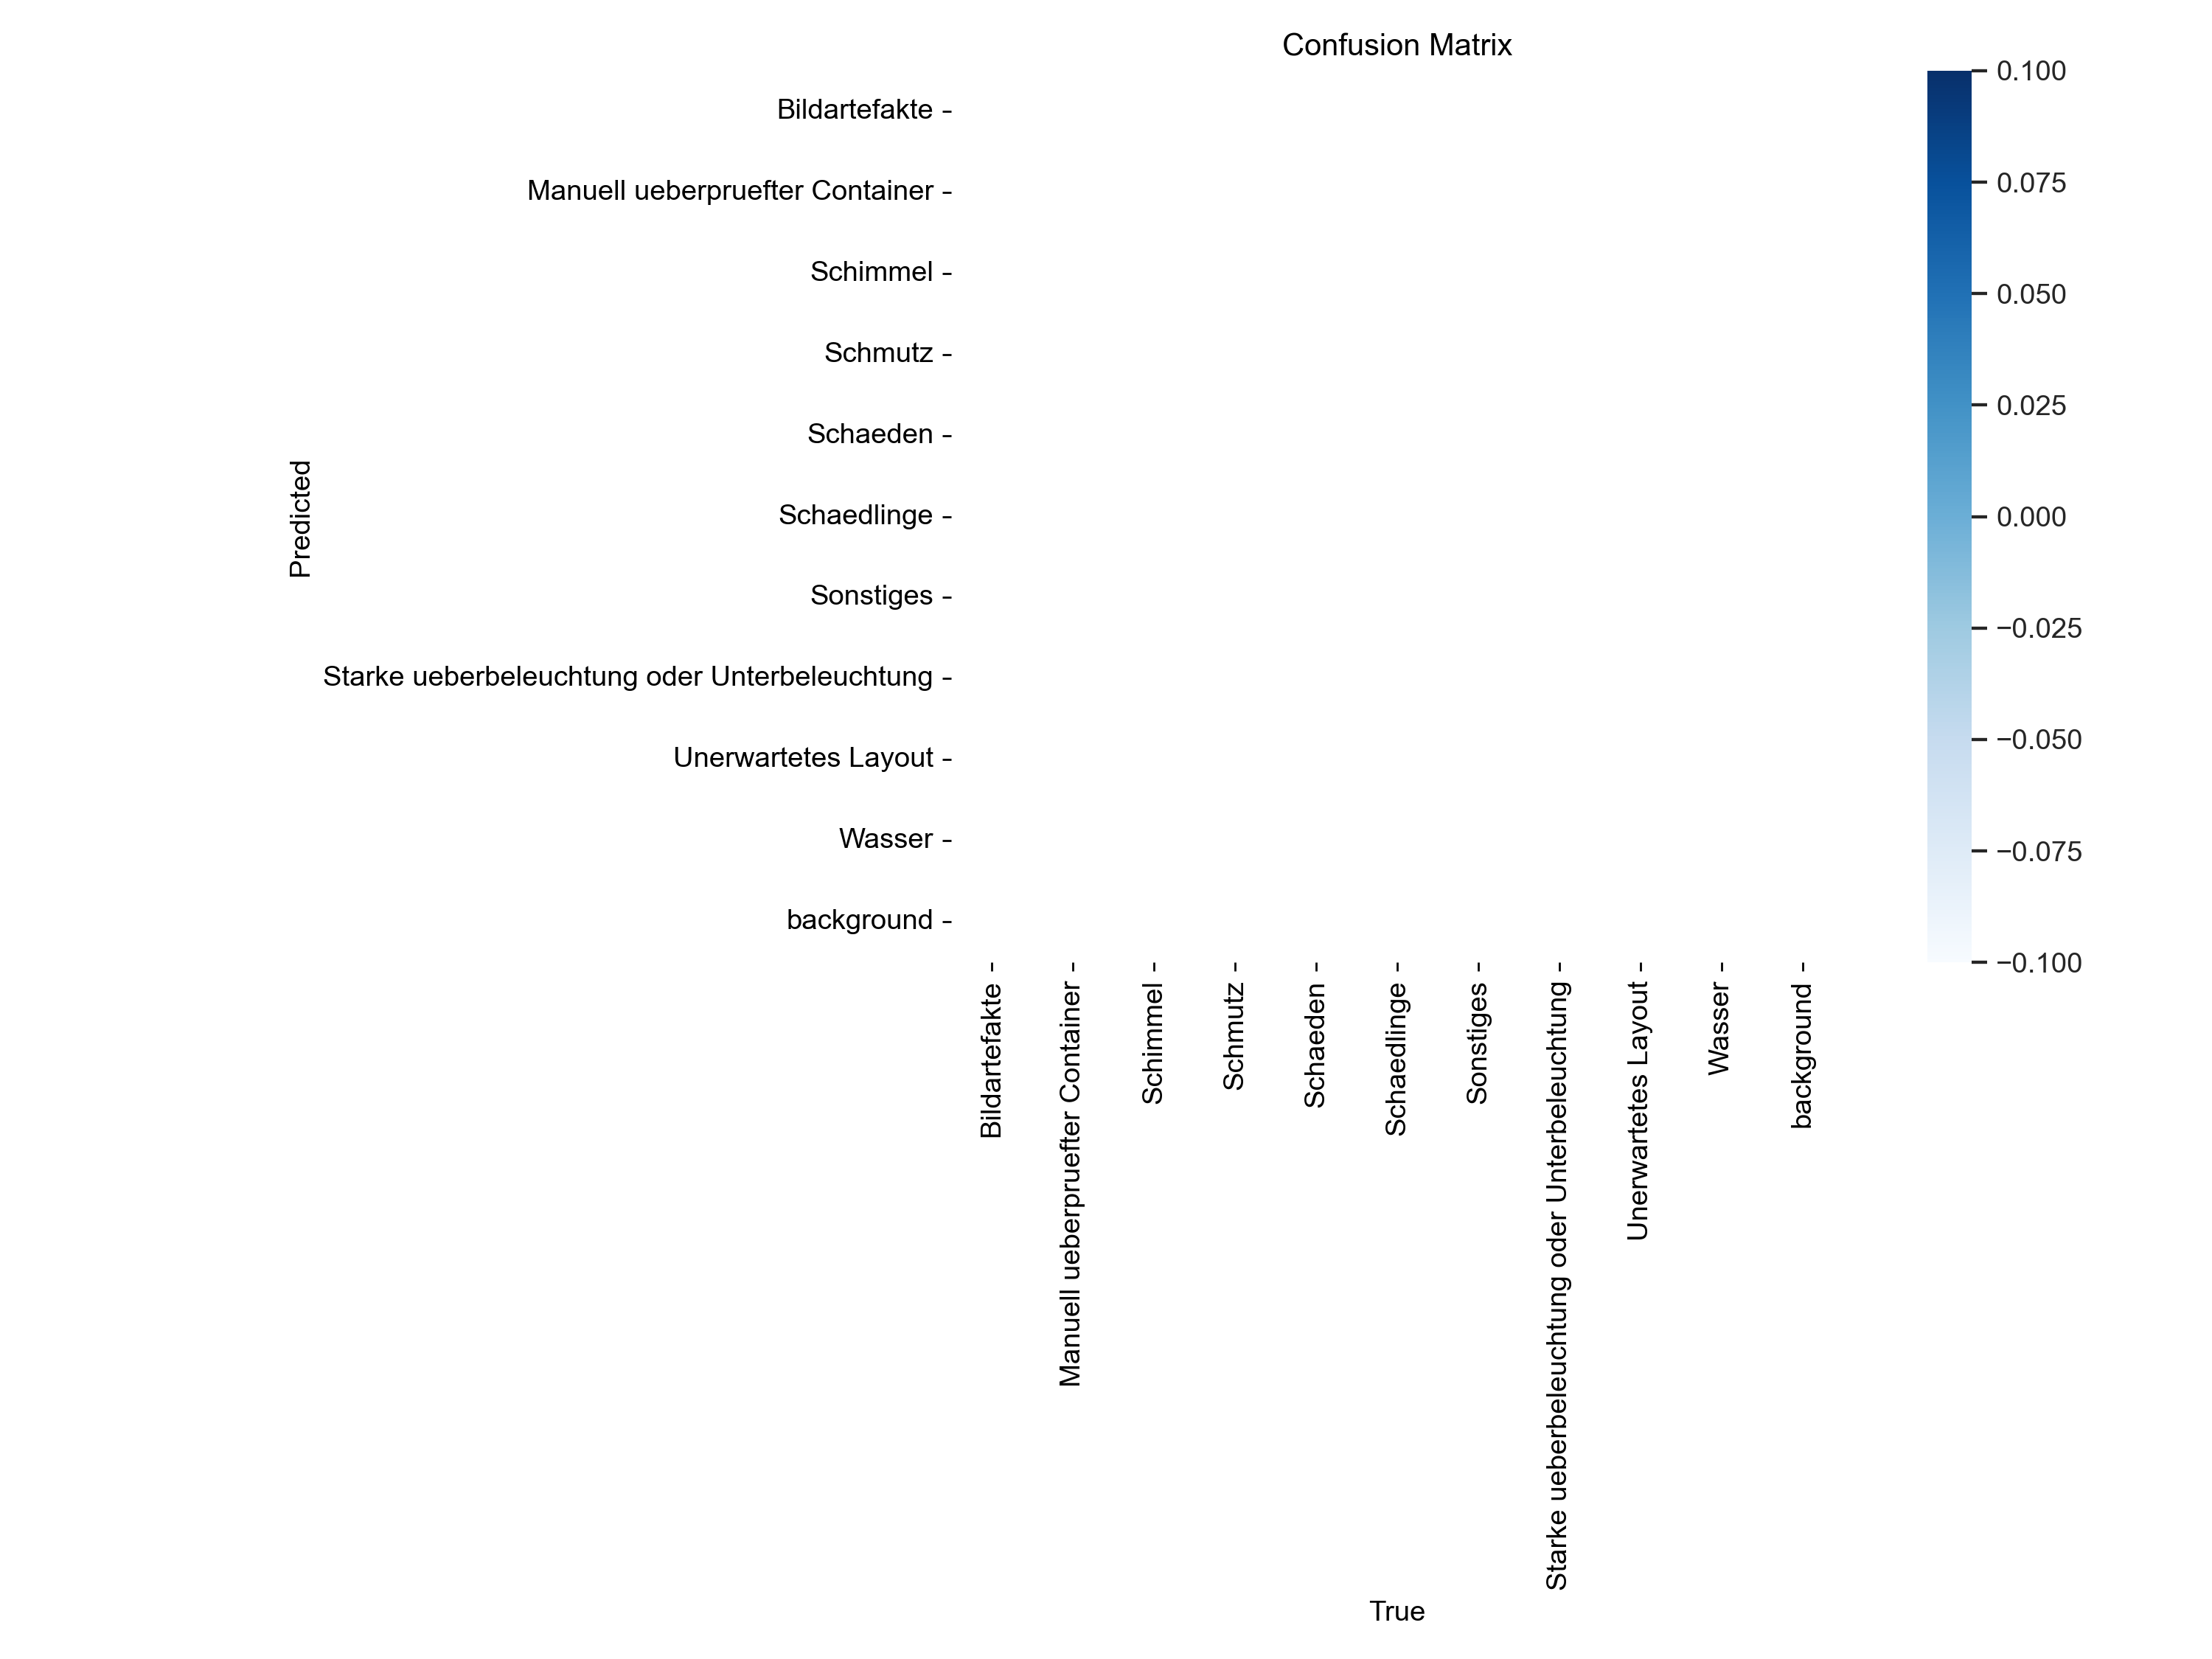 Confusion Matrix
Bildartefakte
Manuell ueberpruefter Container
Schimmel
Schmutz
Schaeden
Schaedlinge
Sonstiges
Starke ueberbeleuchtung oder Unterbeleuchtung
Unerwartetes Layout
Wasser
background
Predicted
Bildartefakte
Manuell ueberpruefter Container
Schimmel
Schmutz
Schaeden
Schaedlinge
Sonstiges
Starke ueberbeleuchtung oder Unterbeleuchtung
Unerwartetes Layout
Wasser
background
True
0.100
0.075
0.050
0.025
0.000
−0.025
−0.050
−0.075
−0.100